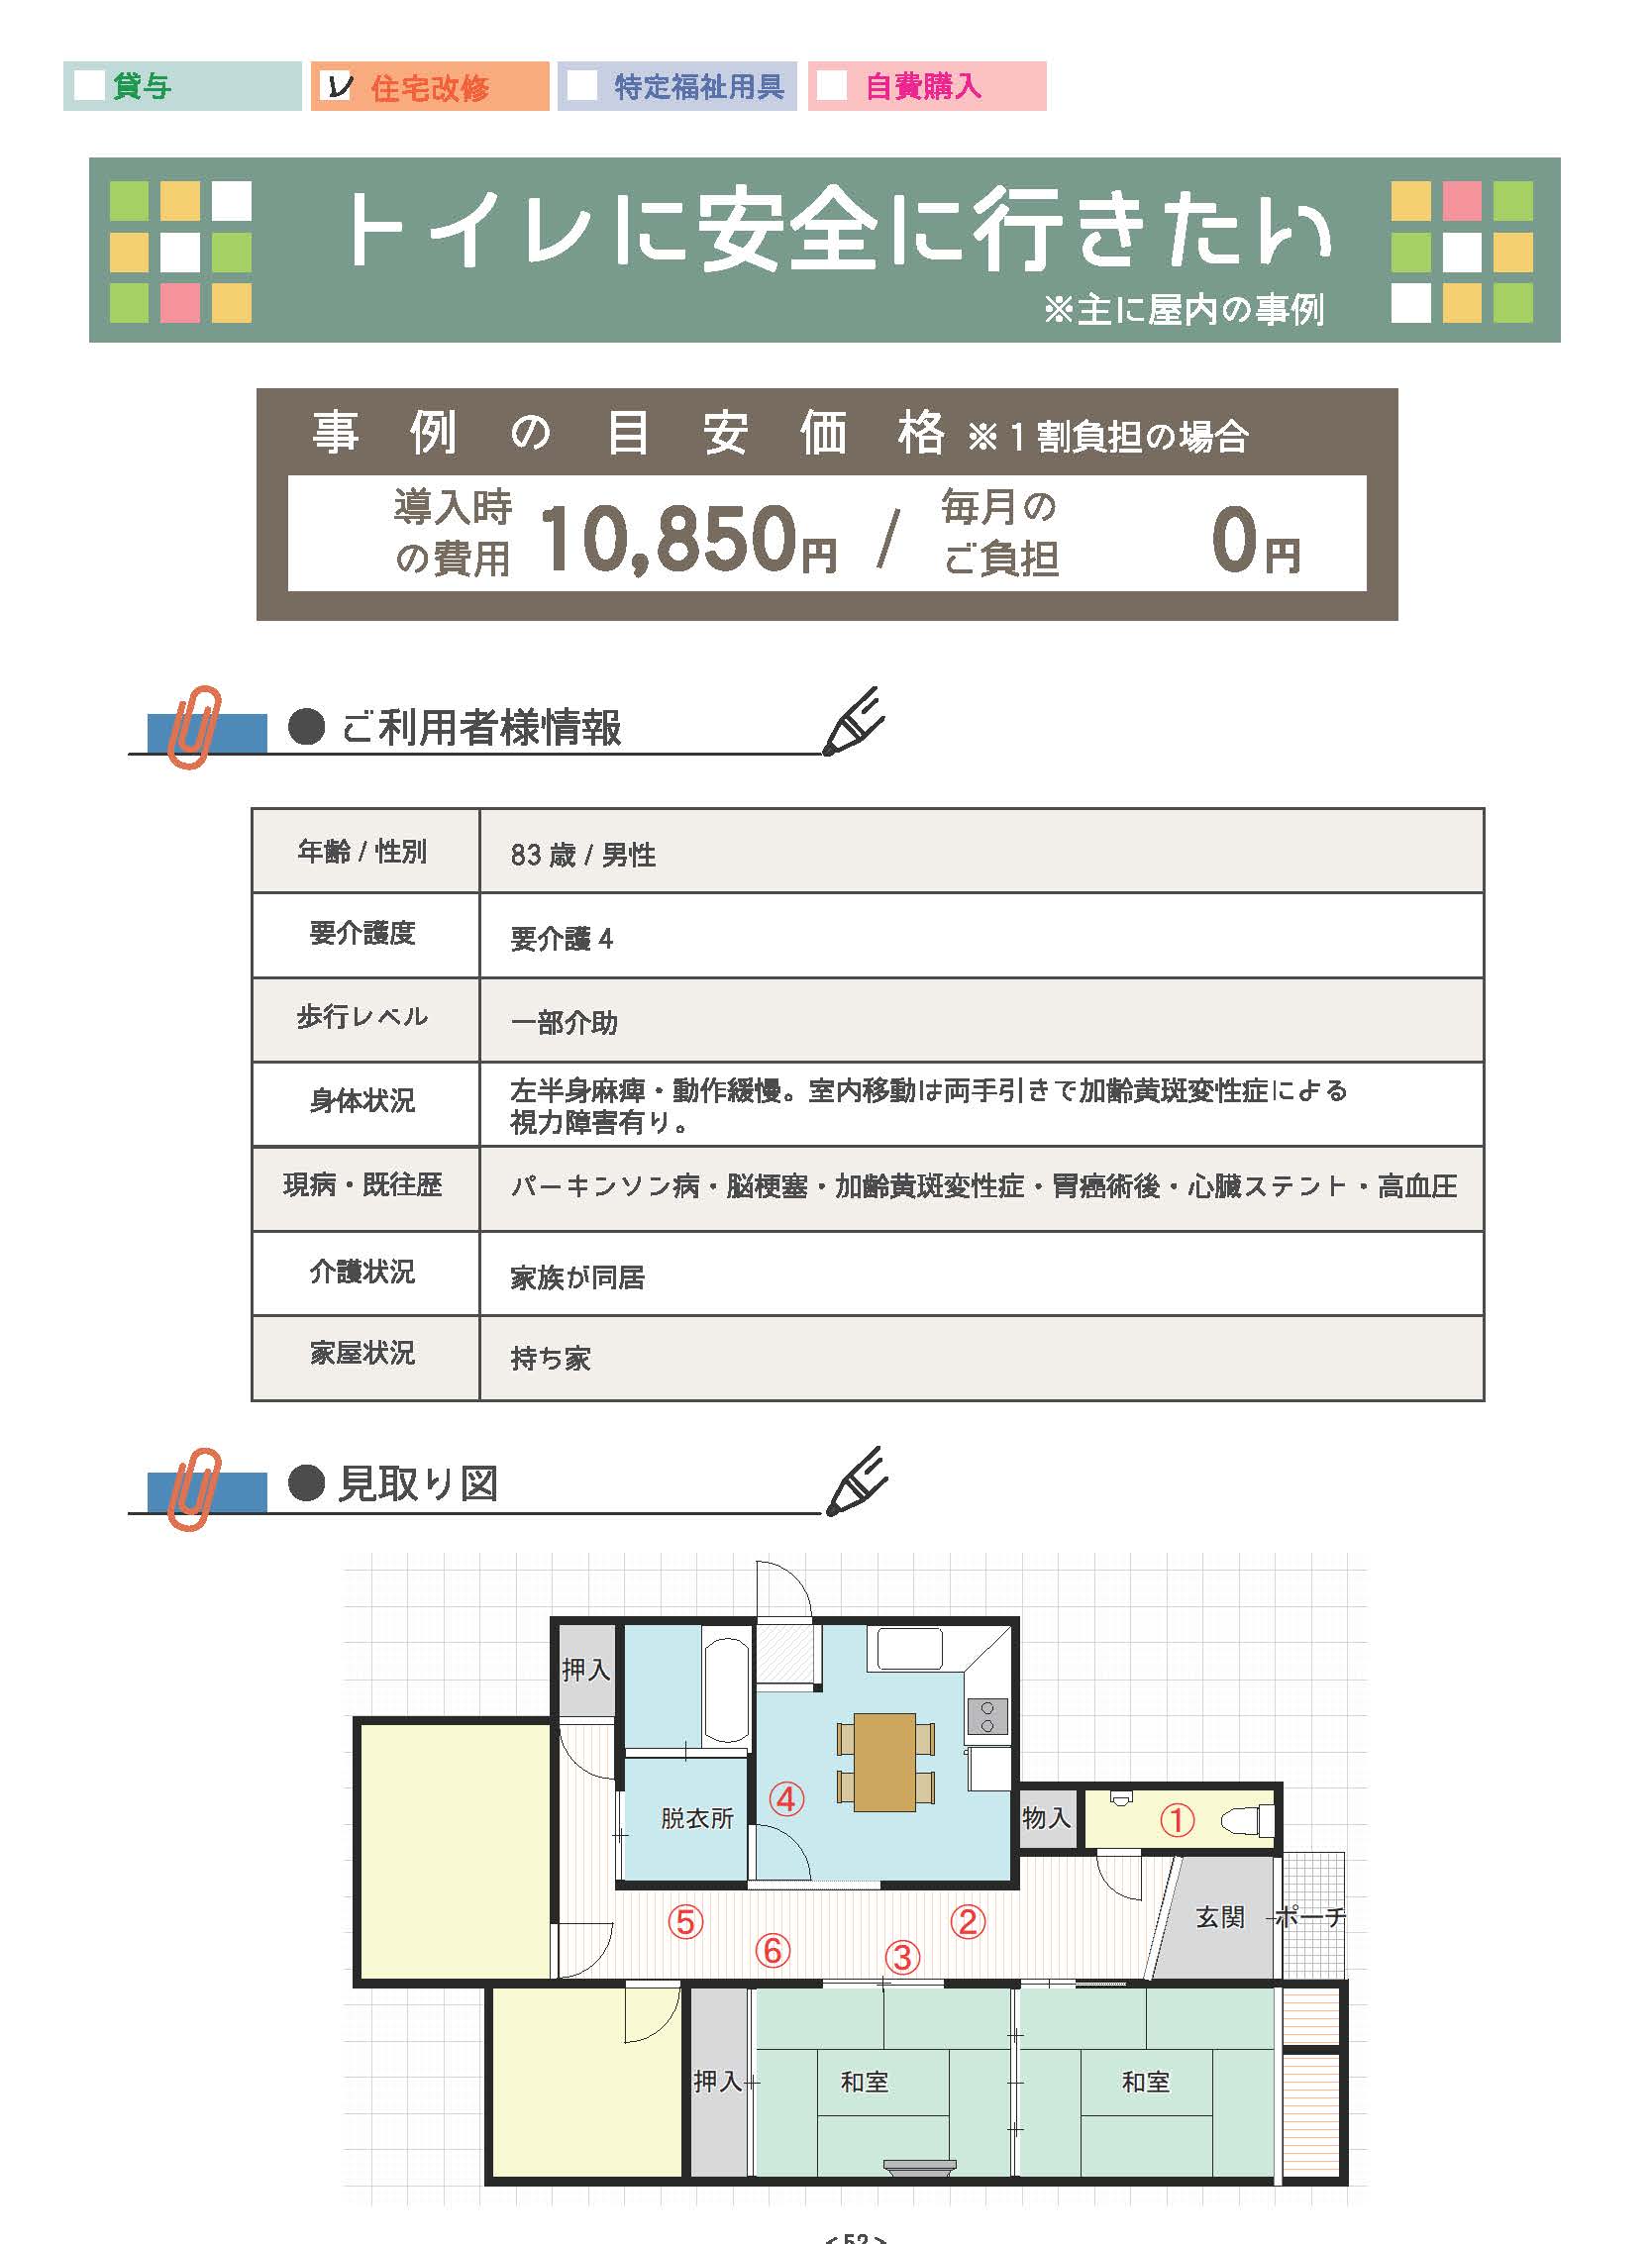 貸与
レ 住宅改修
特定福祉用具
自費購入
トイレに安全に行きたい
※主に屋内の事例
事例の目安価格 ※1割負担の場合
導入時の費用 10,850円 / 毎月のご負担 0円
● ご利用者様情報
年齢 / 性別 83 歳 / 男性
要介護度 要介護 4
歩行レベル 一部介助
身体状況 左半身麻痺・動作緩慢。室内移動は両手引きで加齢黄斑変性症による
視力障害有り。
現病・既往歴 パーキンソン病・脳梗塞・加齢黄斑変性症・胃癌術後・心臓ステント・高血圧
介護状況 家族が同居
家屋状況 持ち家
● 見取り図
押入
④
脱衣所
物入
①
⑤
⑥
③
②
玄関
ポーチ
押入
和室
和室
<52>